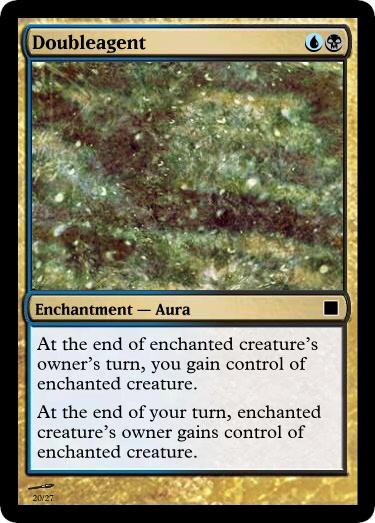 Doubleagent
Enchantment — Aura
At the end of enchanted creature's
owner's turn, you gain control of
enchanted creature.
At the end of your turn, enchanted
creature's owner gains control of
enchanted creature.
20/27